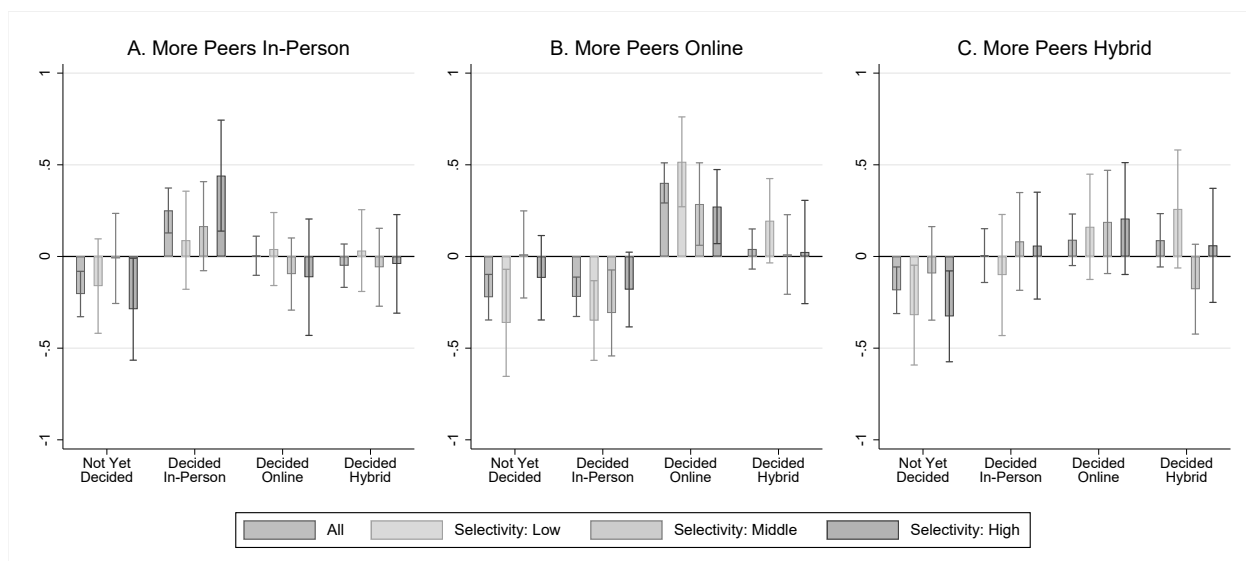 A. More Peers In-Person
1
.5
0
-.5
-1
Not Yet
Decided
Decided
In-Person
Decided
Online
Decided
Hybrid
B. More Peers Online
1
.5
0
-.5
-1
Not Yet
Decided
Decided
In-Person
Decided
Online
Decided
Hybrid
C. More Peers Hybrid
1
.5
0
-.5
-1
Not Yet
Decided
Decided
In-Person
Decided
Online
Decided
Hybrid
All Selectivity: Low Selectivity: Middle Selectivity: High